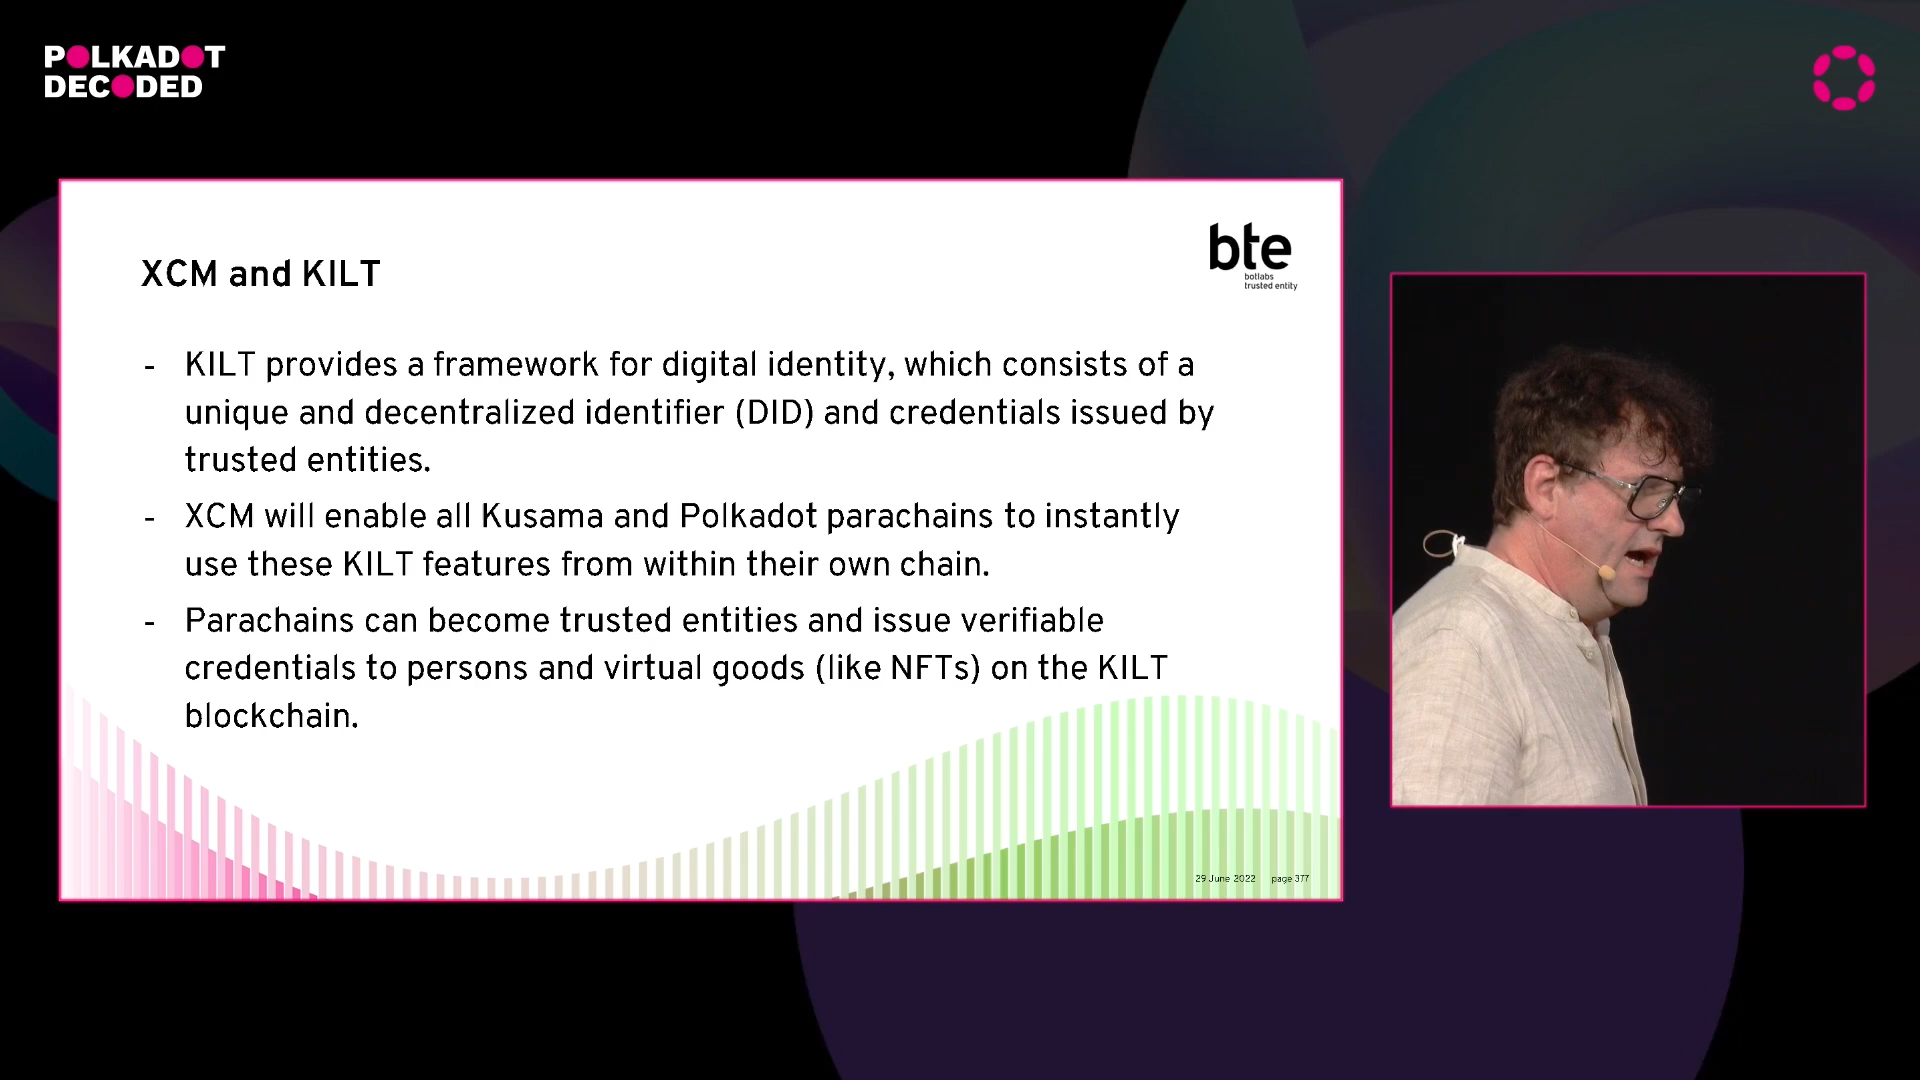 POLKADOT
DECODED
bte
botlabs
trusted entity
XCM and KILT
- KILT provides a framework for digital identity, which consists of a
unique and decentralized identifier (DID) and credentials issued by
trusted entities.
- XCM will enable all Kusama and Polkadot parachains to instantly
use these KILT features from within their own chain.
- Parachains can become trusted entities and issue verifiable
credentials to persons and virtual goods (like NFTs) on the KILT
blockchain.
29 June 2022 page 377